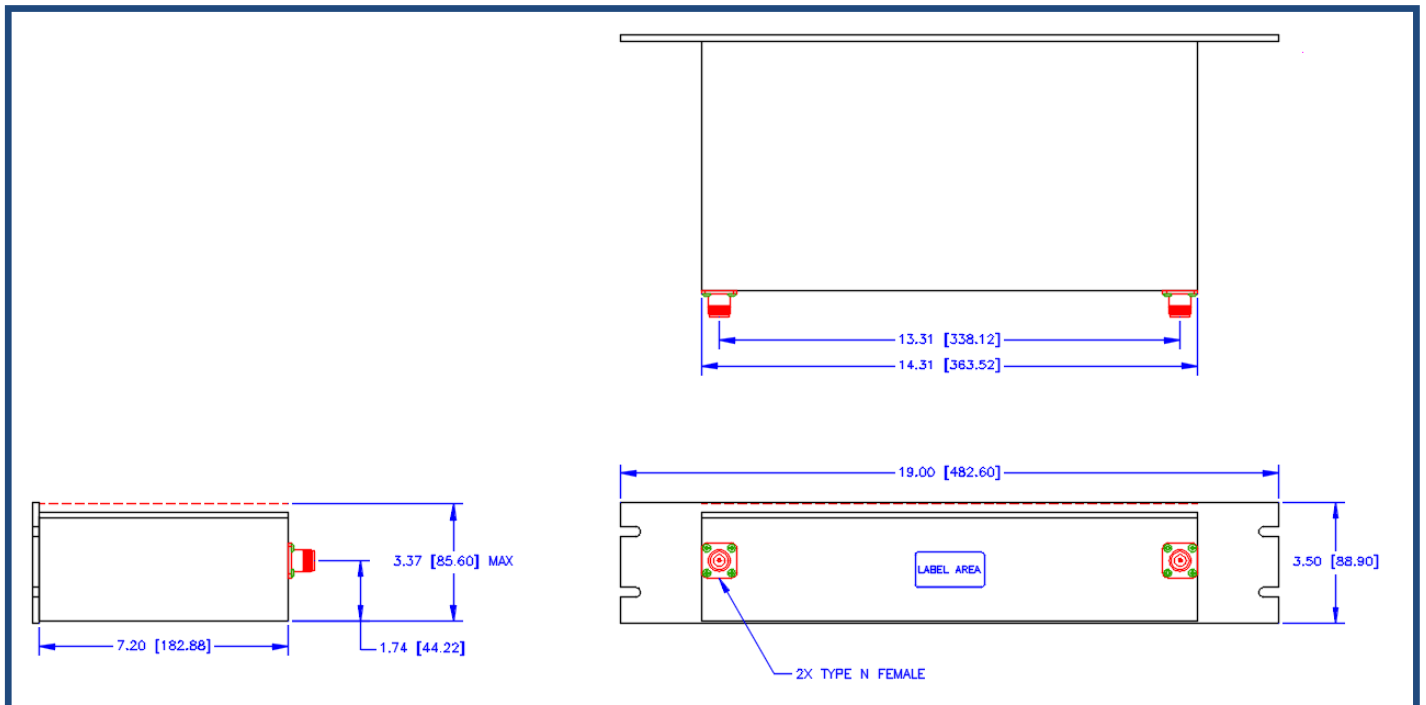 13.31 [338.12]
14.31 [363.52]
19.00 [482.60]
3.37 [85.60] MAX
3.50 [88.90]
LABEL AREA
7.20 [182.88]
1.74 [44.22]
2X TYPE N FEMALE